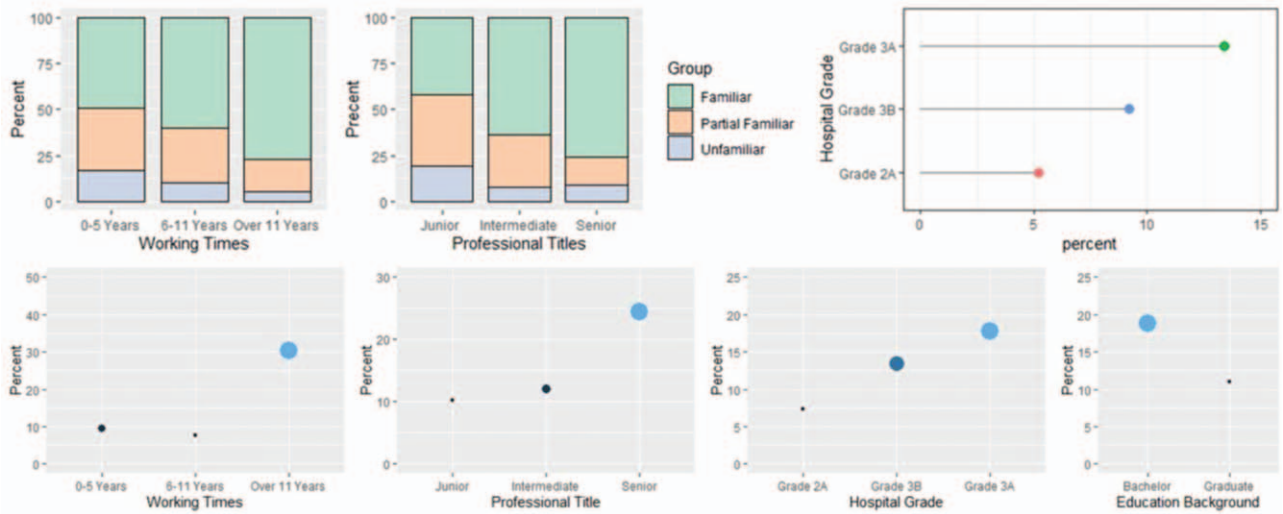 100
75
50
25
0
Percent
0-5 Years 6-11 Years Over 11 Years
Working Times
100
75
50
25
0
Precent
Junior Intermediate Senior
Professional Titles
Group
Familiar
Partial Familiar
Unfamiliar
Hospital Grade
Grade 3A
Grade 3B
Grade 2A
0 5 10 15
percent
50
40
30
20
10
0
Percent
0-5 Years 6-11 Years Over 11 Years
Working Times
30
20
10
0
Percent
Junior Intermediate Senior
Professional Title
25
20
15
10
5
0
Percent
Grade 2A Grade 3B Grade 3A
Hospital Grade
25
20
15
10
5
0
Percent
Bachelor Graduate
Education Background